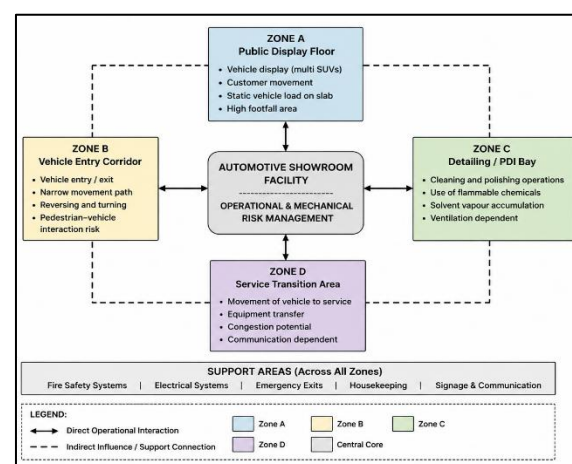 ZONE A
Public Display Floor
• Vehicle display (multi SUVs)
• Customer movement
• Static vehicle load on slab
• High footfall area
ZONE B
Vehicle Entry Corridor
• Vehicle entry / exit
• Narrow movement path
• Reversing and turning
• Pedestrian–vehicle
interaction risk
AUTOMOTIVE SHOWROOM
FACILITY
OPERATIONAL & MECHANICAL
RISK MANAGEMENT
ZONE C
Detailing / PDI Bay
• Cleaning and polishing operations
• Use of flammable chemicals
• Solvent vapour accumulation
• Ventilation dependent
ZONE D
Service Transition Area
• Movement of vehicle to service
• Equipment transfer
• Congestion potential
• Communication dependent
SUPPORT AREAS (Across All Zones)
Fire Safety Systems | Electrical Systems | Emergency Exits | Housekeeping | Signage & Communication
LEGEND:
Direct Operational Interaction
Indirect Influence / Support Connection
Zone A
Zone B
Zone C
Zone D
Central Core